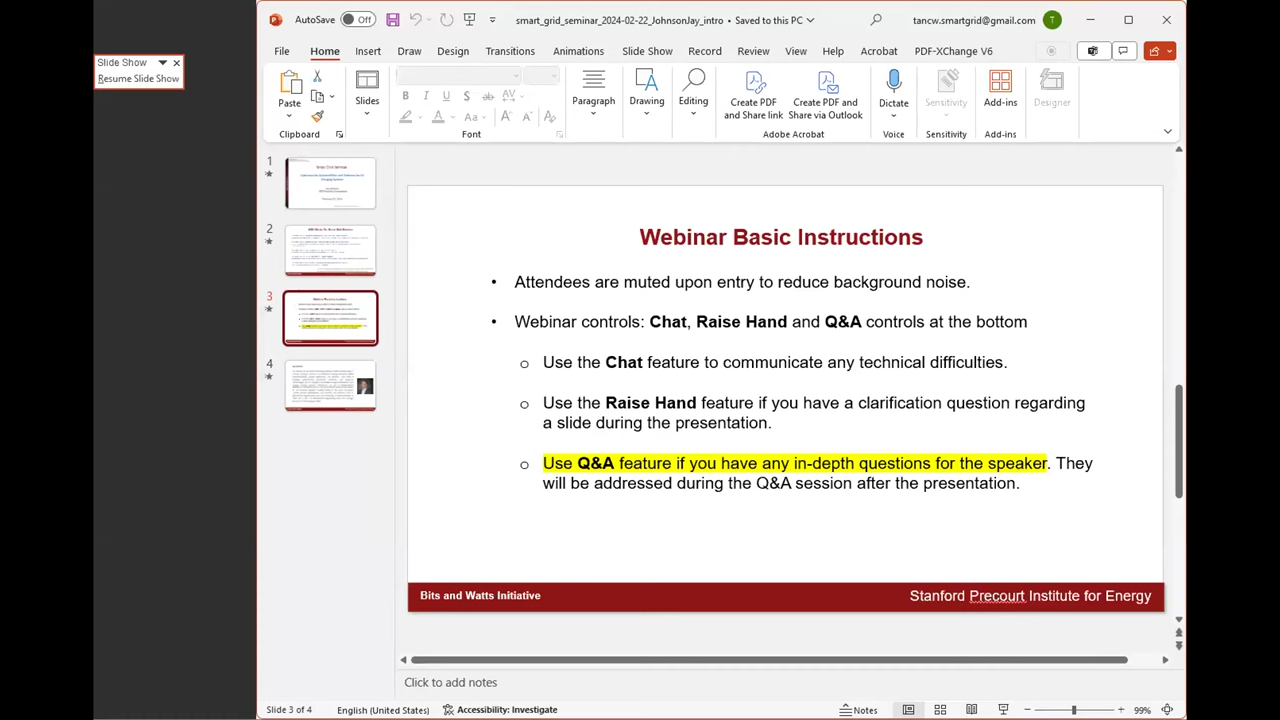 AutoSave Off smart_grid_seminar_2024-02-22_JohnsonJay_intro • Saved to this PC tancw.smartgrid@gmail.com T
Slide Show
Resume Slide Show
File Home Insert Draw Design Transitions Animations Slide Show Record Review View Help Acrobat PDF-XChange V6
Paste
Slides
Paragraph
Drawing
Editing
Create PDF and Share link
Create PDF and Share via Outlook
Dictate
Sensitivity
Add-ins
Designer
Clipboard Font Adobe Acrobat Voice Sensitivity Add-ins
1
2
3
4
Webinar
Instructions
• Attendees are muted upon entry to reduce background noise.
• Webinar controls: Chat, Raise Hand and Q&A controls at the bottom
o Use the Chat feature to communicate any technical difficulties.
o Use the Raise Hand feature if you have a clarification question regarding
a slide during the presentation.
o Use Q&A feature if you have any in-depth questions for the speaker. They
will be addressed during the Q&A session after the presentation.
Bits and Watts Initiative
Stanford Precourt Institute for Energy
Click to add notes
Slide 3 of 4 English (United States) Accessibility: Investigate Notes 99%